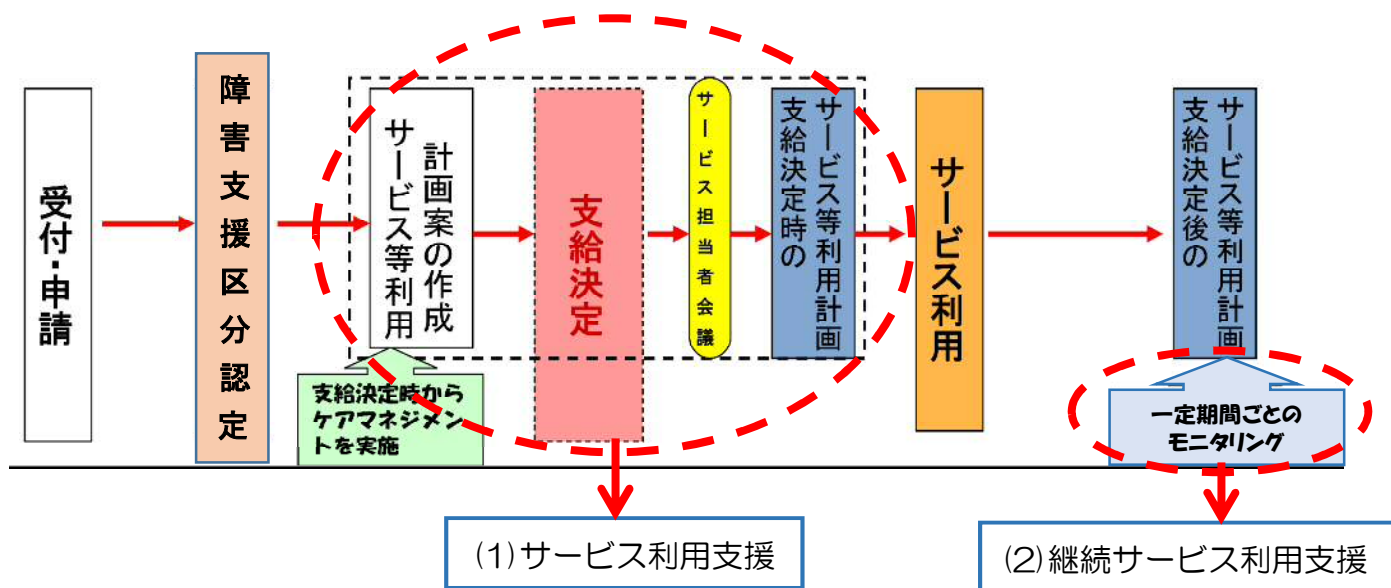 受付・申請
障害支援区分認定
サービス等利用
計画案の作成
支給決定時から
ケアマネジメン
トを実施
支給決定
サービス担当者会議
支給決定時の
サービス等利用計画
サービス利用
支給決定後の
サービス等利用計画
一定期間ごとの
モニタリング
(1)サービス利用支援
(2)継続サービス利用支援